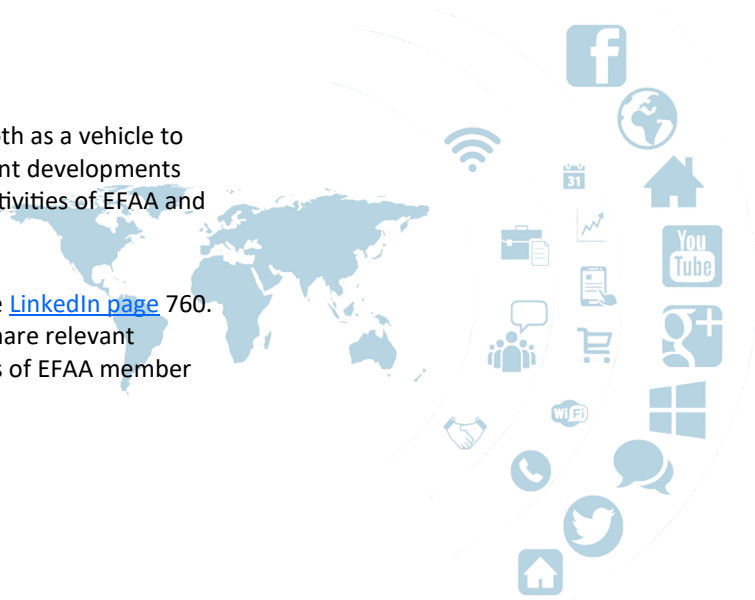 oth as a vehicle to
nt developments
tivities of EFAA and
e LinkedIn page 760.
hare relevant
s of EFAA member
31
You
Tube
WiFi